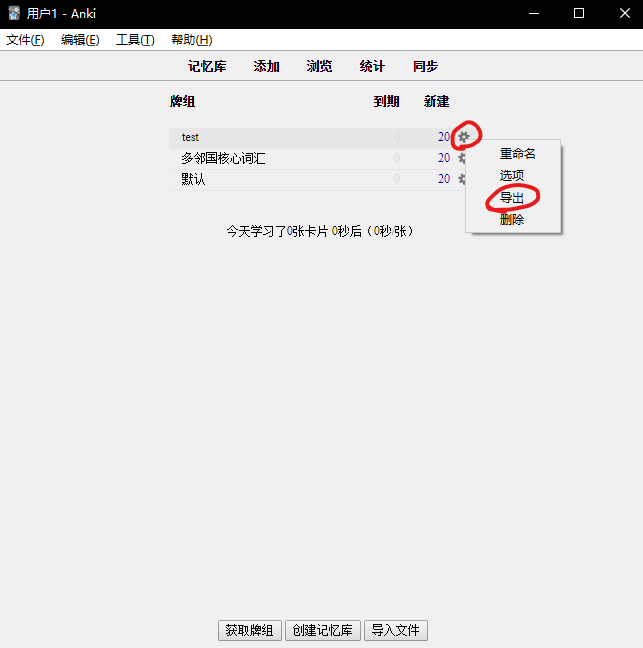 用户1 - Anki
文件(F) 编辑(E) 工具(T) 帮助(H)
记忆库 添加 浏览 统计 同步
牌组 到期 新建
test 0 20
多邻国核心词汇 0 20
默认 0 20
重命名
选项
导出
删除
今天学习了0张卡片 0秒后（0秒/张）
获取牌组 创建记忆库 导入文件